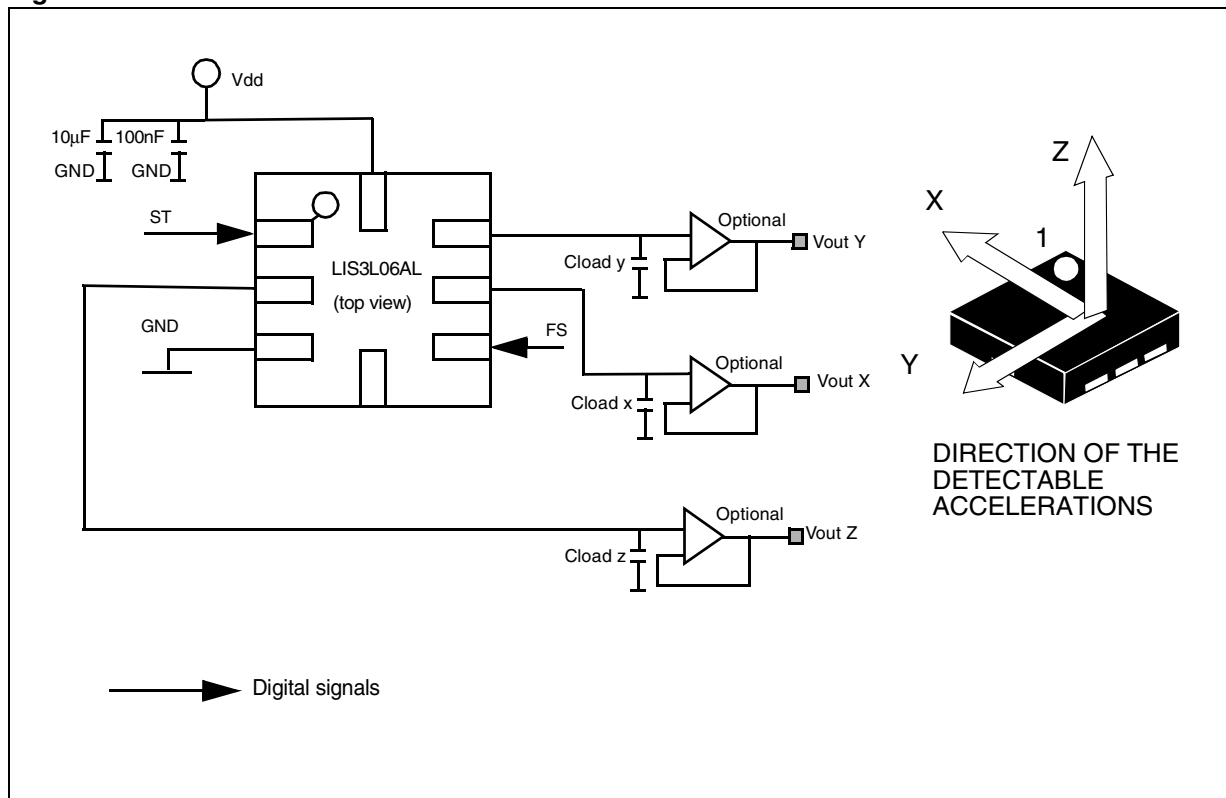 Vdd
10µF 100nF
GND GND
ST
LIS3L06AL
(top view)
GND
FS
Optional
Cload y
Vout Y
Optional
Cload x
Vout X
Optional
Cload z
Vout Z
Digital signals
Z
X
1
Y
DIRECTION OF THE
DETECTABLE
ACCELERATIONS